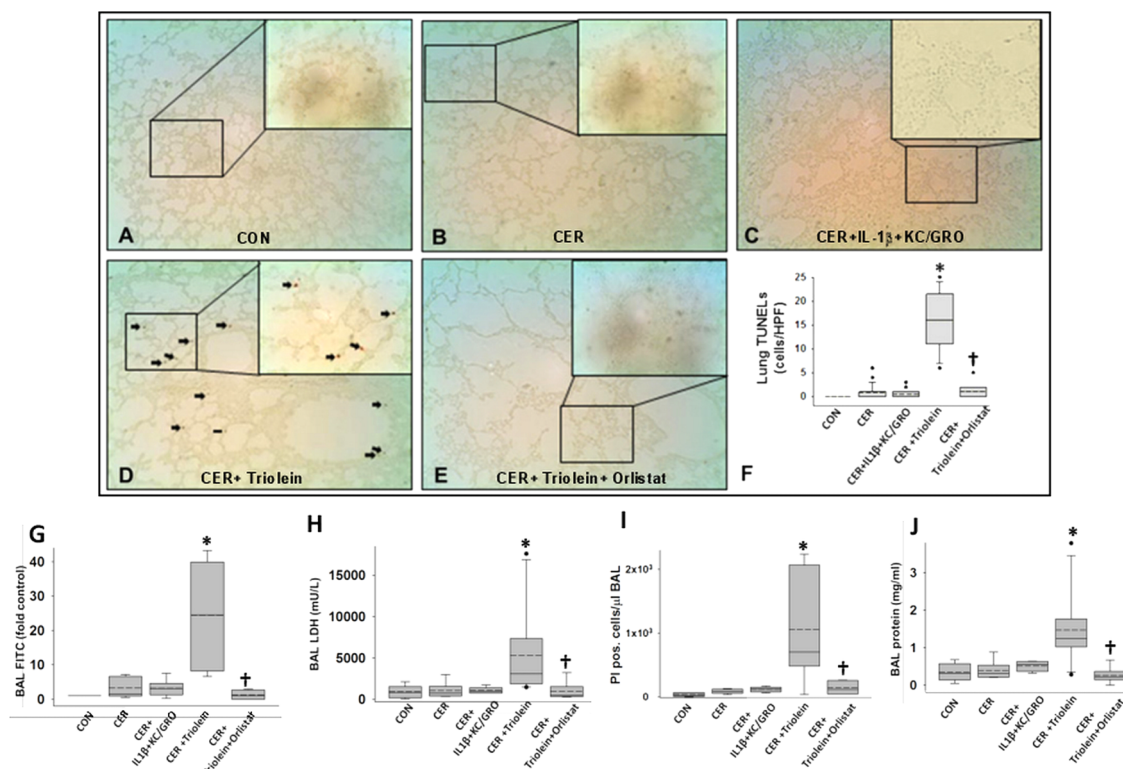 A
CON
B
CER
C
CER+IL-1β+KC/GRO
D
CER+ Triolein
E
CER+ Triolein+ Orlistat
F
Lung TUNELs
(cells/HPF)
25
20
15
10
5
0
*
†
CON
CER
CER+IL1β+KC/GRO
CER +Triolein
CER+
Triolein+Orlistat
G
BAL FITC (fold control)
40
30
20
10
0
*
†
CON
CER
CER+
IL1β+KC/GRO
CER +Triolein
CER+
Triolein+Orlistat
H
BAL LDH (mU/L)
15000
10000
5000
0
*
†
CON
CER
CER+
IL1β+KC/GRO
CER +Triolein
CER+
Triolein+Orlistat
I
PI pos. cells/µl BAL
2x10³
1x10³
0
*
†
CON
CER
CER+
IL1β+KC/GRO
CER +Triolein
CER+
Triolein+Orlistat
J
BAL protein (mg/ml)
3
2
1
0
*
†
CON
CER
CER+
IL1β+KC/GRO
CER +Triolein
CER+
Triolein+Orlistat